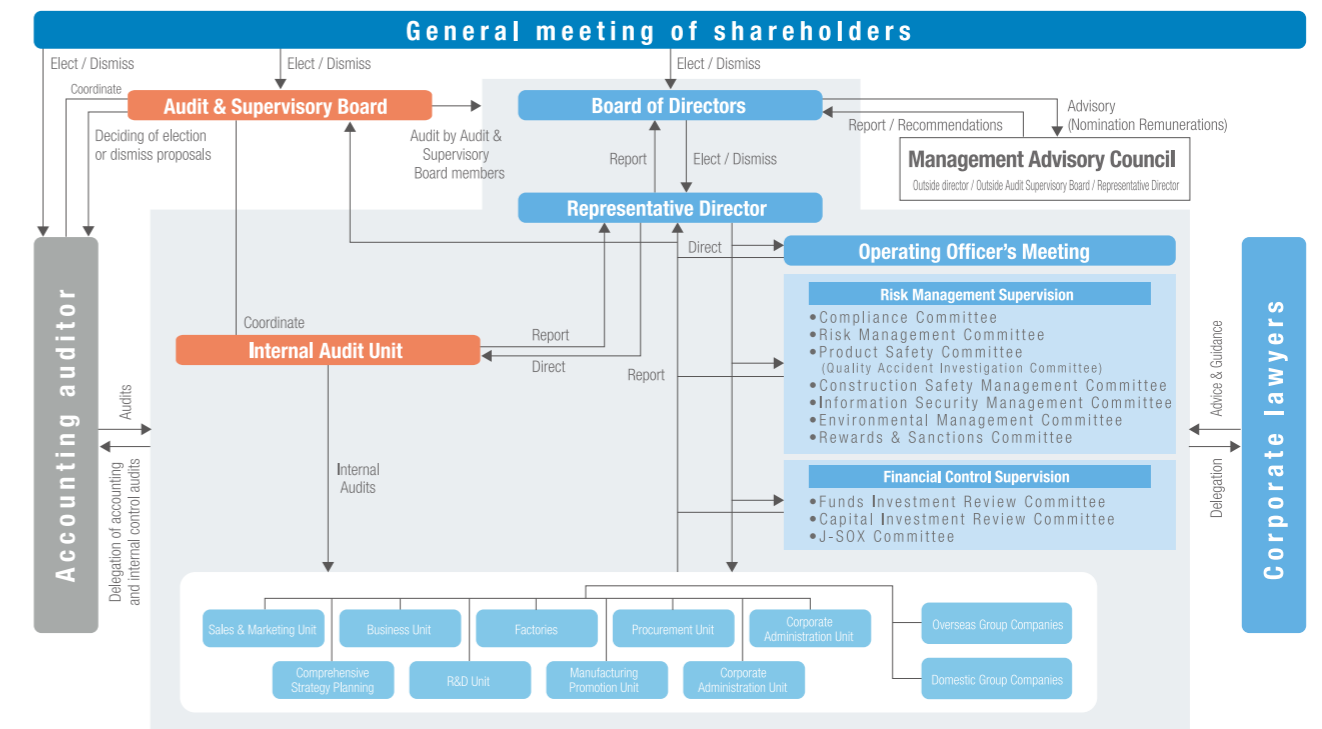 General meeting of shareholders
Elect / Dismiss
Elect / Dismiss
Elect / Dismiss
Coordinate
Audit & Supervisory Board
Board of Directors
Advisory
(Nomination Remunerations)
Deciding of election
or dismiss proposals
Audit by Audit &
Supervisory
Board members
Report / Recommendations
Report
Elect / Dismiss
Management Advisory Council
Outside director / Outside Audit Supervisory Board / Representative Director
Representative Director
Direct
Operating Officer's Meeting
Risk Management Supervision
•Compliance Committee
•Risk Management Committee
•Product Safety Committee
(Quality Accident Investigation Committee)
•Construction Safety Management Committee
•Information Security Management Committee
•Environmental Management Committee
•Rewards & Sanctions Committee
Coordinate
Internal Audit Unit
Report
Direct
Report
Accounting auditor
Audits
Delegation of accounting
and internal control audits
Internal
Audits
Financial Control Supervision
•Funds Investment Review Committee
•Capital Investment Review Committee
•J-SOX Committee
Advice & Guidance
Delegation
Corporate lawyers
Sales & Marketing Unit
Business Unit
Factories
Procurement Unit
Corporate
Administration Unit
Overseas Group Companies
Comprehensive
Strategy Planning
R&D Unit
Manufacturing
Promotion Unit
Corporate
Administration Unit
Domestic Group Companies